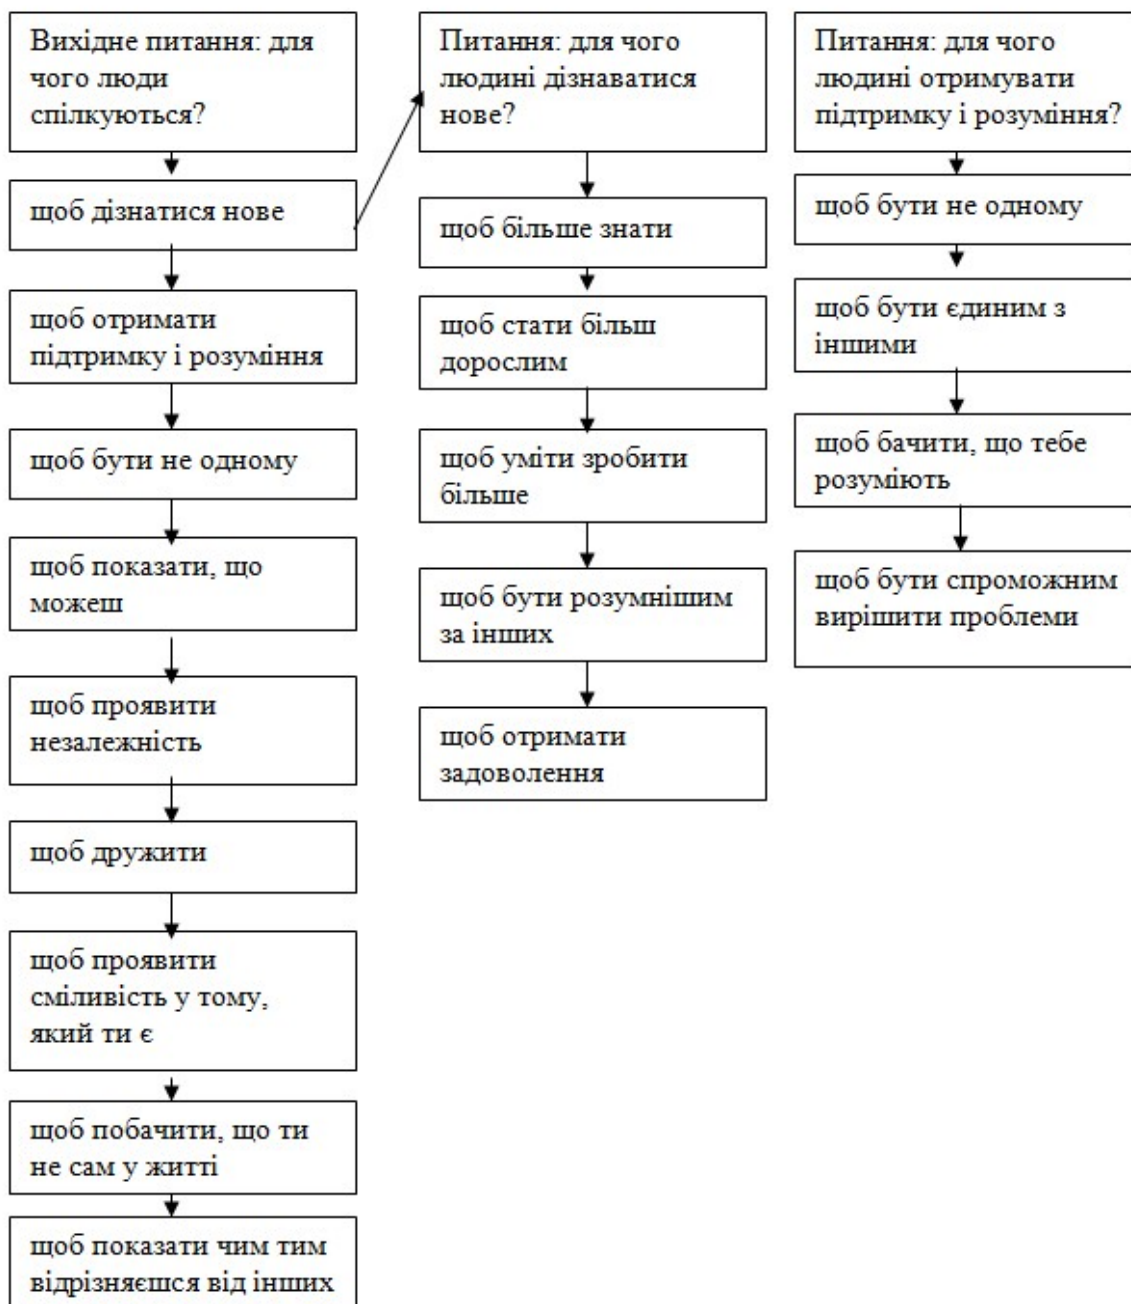 Вихідне питання: для
чого люди
спілкуються?
щоб дізнатися нове
щоб отримати
підтримку і розуміння
щоб бути не одному
щоб показати, що
можеш
щоб проявити
незалежність
щоб дружити
щоб проявити
сміливість у тому,
який ти є
щоб побачити, що ти
не сам у житті
щоб показати чим тим
відрізняєшся від інших
Питання: для чого
людині дізнаватися
нове?
щоб більше знати
щоб стати більш
дорослим
щоб уміти зробити
більше
щоб бути розумнішим
за інших
щоб отримати
задоволення
Питання: для чого
людині отримувати
підтримку і розуміння?
щоб бути не одному
щоб бути єдиним з
іншими
щоб бачити, що тебе
розуміють
щоб бути спроможним
вирішити проблеми